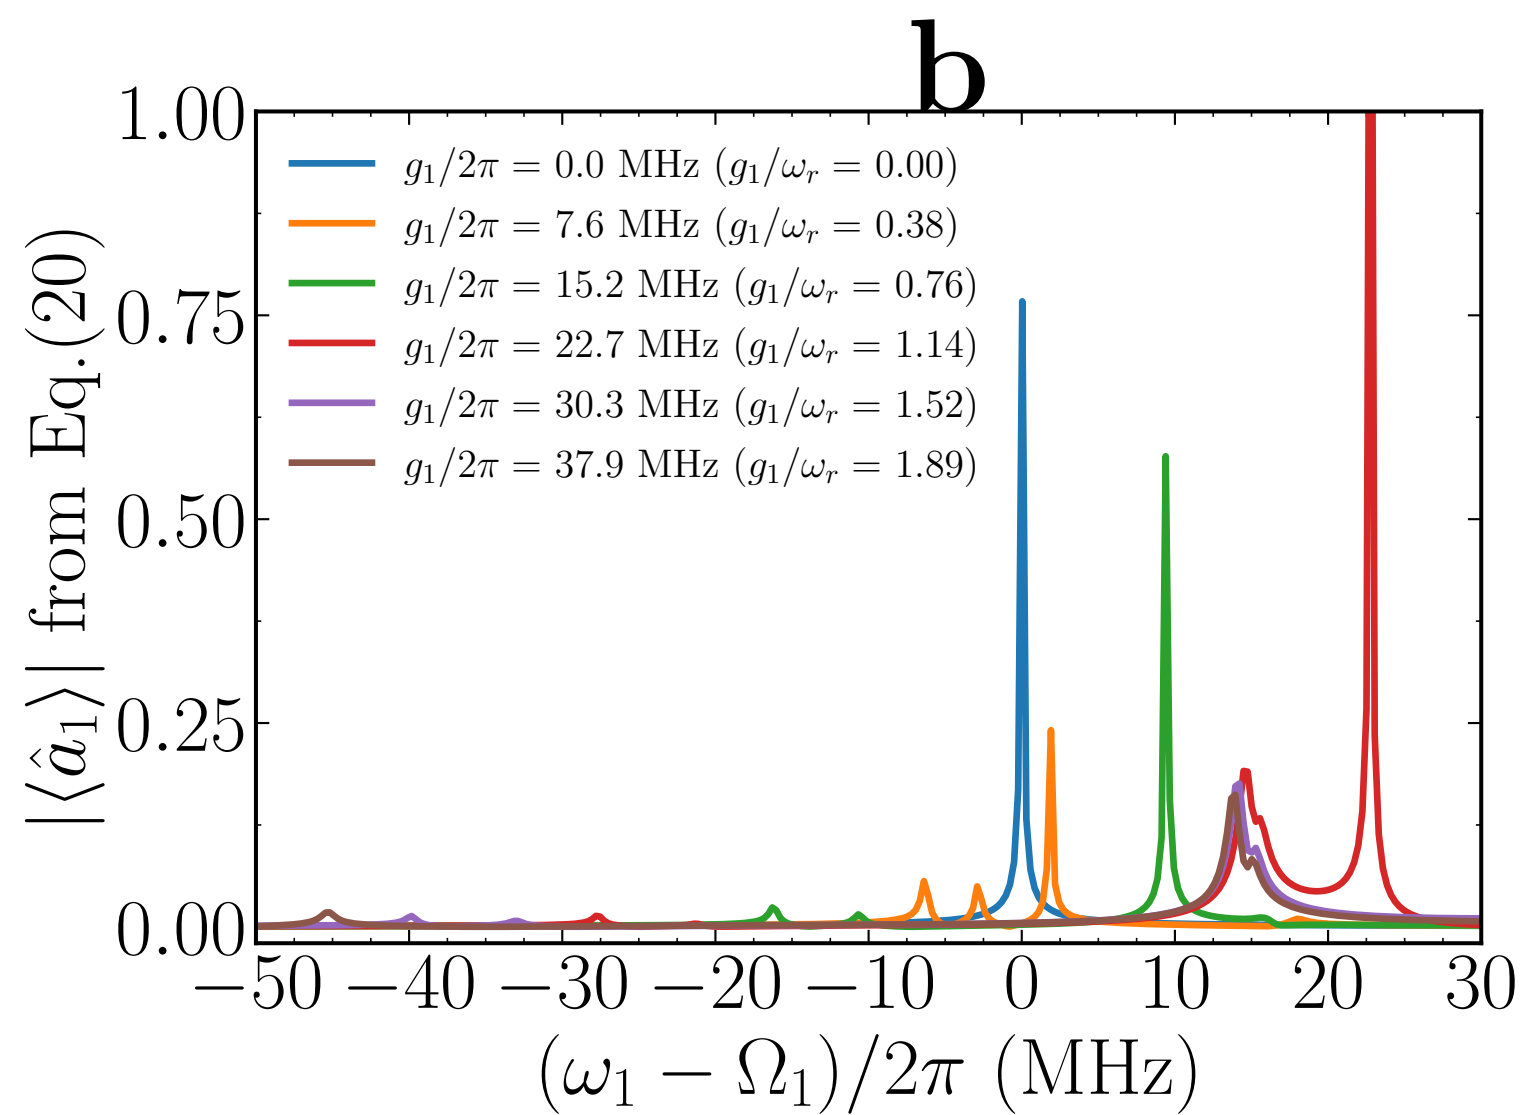 b
1.00
0.75
0.50
0.25
0.00
|⟨â₁⟩| from Eq.(20)
g₁/2π = 0.0 MHz (g₁/ωᵣ = 0.00)
g₁/2π = 7.6 MHz (g₁/ωᵣ = 0.38)
g₁/2π = 15.2 MHz (g₁/ωᵣ = 0.76)
g₁/2π = 22.7 MHz (g₁/ωᵣ = 1.14)
g₁/2π = 30.3 MHz (g₁/ωᵣ = 1.52)
g₁/2π = 37.9 MHz (g₁/ωᵣ = 1.89)
−50 −40 −30 −20 −10 0 10 20 30
(ω₁ − Ω₁)/2π (MHz)